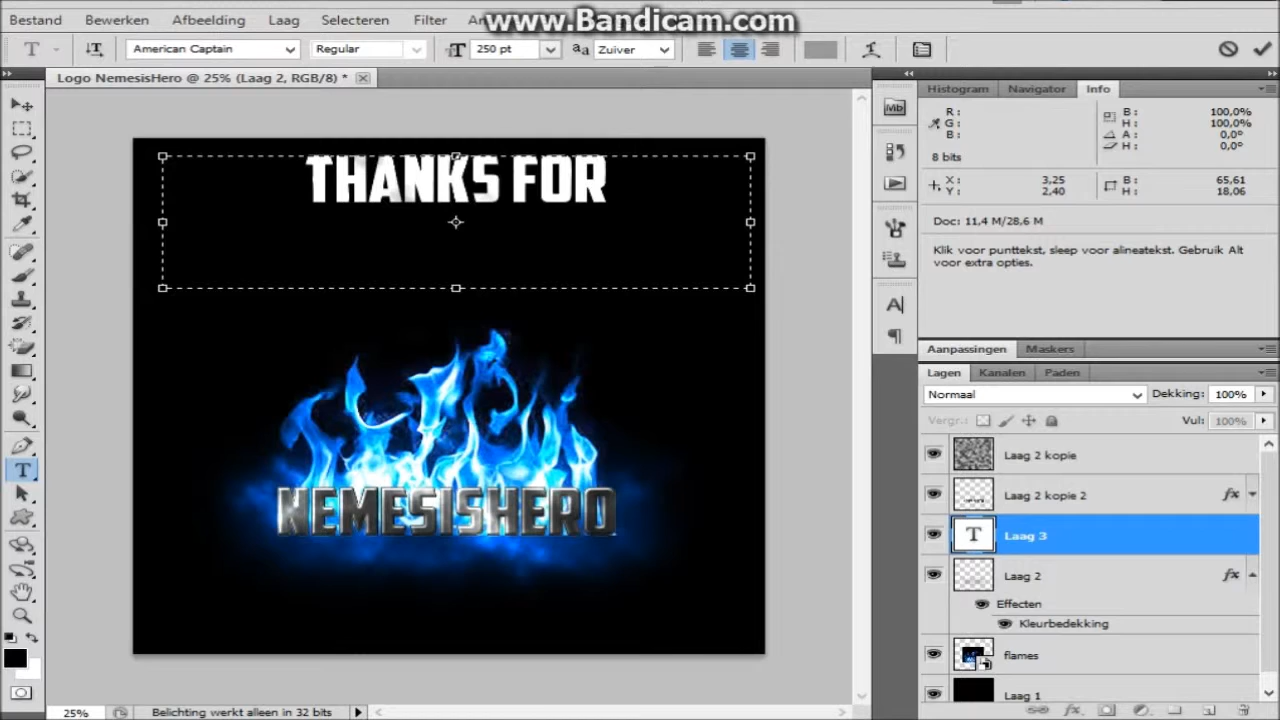 www.Bandicam.com
Bestand Bewerken Afbeelding Laag Selecteren Filter
T American Captain Regular T 250 pt aa Zuiver
Logo NemesisHero @ 25% (Laag 2, RGB/8) *
Histogram Navigator Info
R: B: 100,0%
G: H: 100,0%
B: A: 0,0°
8 bits H: 0,0°
X: 3,25 B: 65,61
Y: 2,40 H: 18,06
Doc: 11,4 M/28,6 M
Klik voor punttekst, sleep voor alineatekst. Gebruik Alt
voor extra opties.
Mb
THANKS FOR
NEMESISHERO
Aanpassingen Maskers
Lagen Kanalen Paden
Normaal Dekking: 100%
Vergr.: Vul: 100%
Laag 2 kopie
Laag 2 kopie 2 fx
T Laag 3
Laag 2 fx
Effecten
Kleurbedekking
flames
Laag 1
25% Belichting werkt alleen in 32 bits